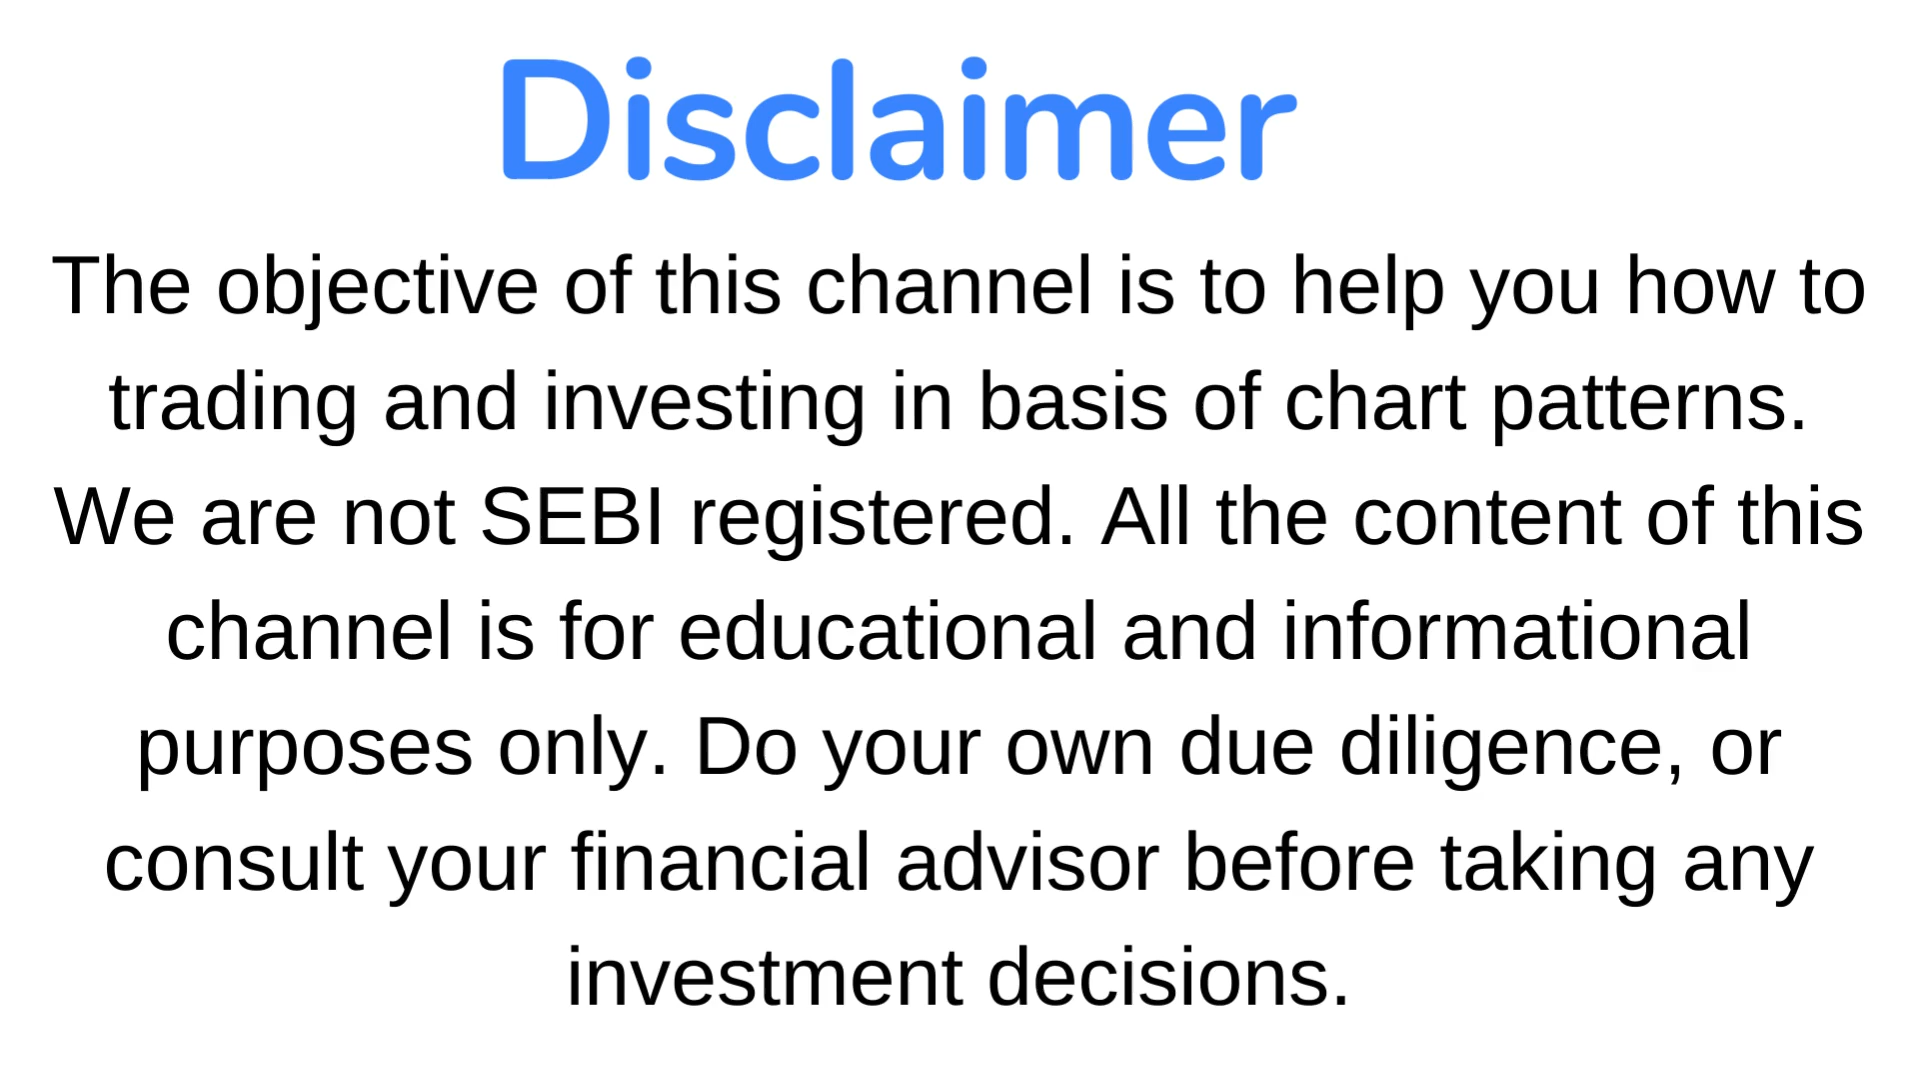 Disclaimer
The objective of this channel is to help you how to
trading and investing in basis of chart patterns.
We are not SEBI registered. All the content of this
channel is for educational and informational
purposes only. Do your own due diligence, or
consult your financial advisor before taking any
investment decisions.